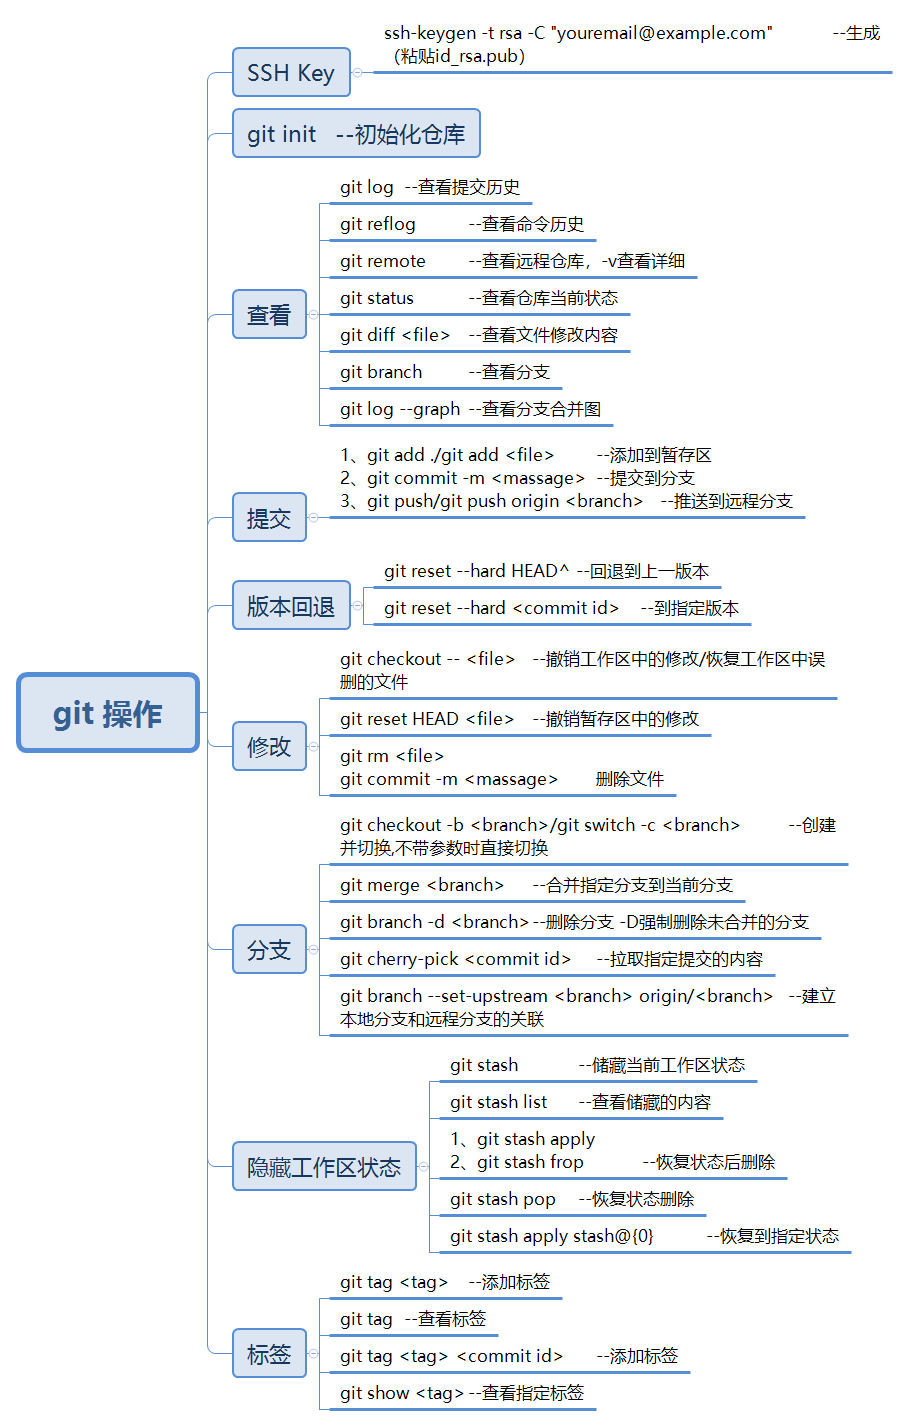 git 操作
SSH Key
ssh-keygen -t rsa -C "youremail@example.com" --生成
（粘贴id_rsa.pub）
git init --初始化仓库
查看
git log --查看提交历史
git reflog --查看命令历史
git remote --查看远程仓库，-v查看详细
git status --查看仓库当前状态
git diff <file> --查看文件修改内容
git branch --查看分支
git log --graph --查看分支合并图
提交
1、git add ./git add <file> --添加到暂存区
2、git commit -m <massage> --提交到分支
3、git push/git push origin <branch> --推送到远程分支
版本回退
git reset --hard HEAD^ --回退到上一版本
git reset --hard <commit id> --到指定版本
修改
git checkout -- <file> --撤销工作区中的修改/恢复工作区中误
删的文件
git reset HEAD <file> --撤销暂存区中的修改
git rm <file>
git commit -m <massage> 删除文件
分支
git checkout -b <branch>/git switch -c <branch> --创建
并切换,不带参数时直接切换
git merge <branch> --合并指定分支到当前分支
git branch -d <branch> --删除分支 -D强制删除未合并的分支
git cherry-pick <commit id> --拉取指定提交的内容
git branch --set-upstream <branch> origin/<branch> --建立
本地分支和远程分支的关联
隐藏工作区状态
git stash --储藏当前工作区状态
git stash list --查看储藏的内容
1、git stash apply
2、git stash frop --恢复状态后删除
git stash pop --恢复状态删除
git stash apply stash@{0} --恢复到指定状态
标签
git tag <tag> --添加标签
git tag --查看标签
git tag <tag> <commit id> --添加标签
git show <tag> --查看指定标签